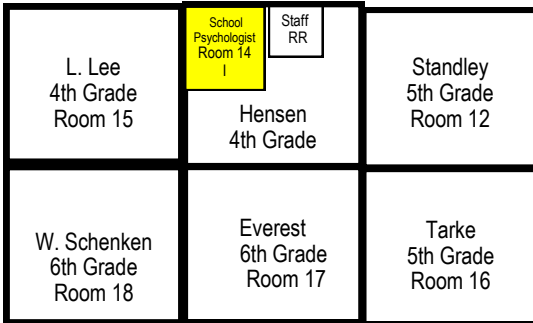 L. Lee
4th Grade
Room 15
School
Psychologist
Room 14
I
Staff
RR
Hensen
4th Grade
Standley
5th Grade
Room 12
W. Schenken
6th Grade
Room 18
Everest
6th Grade
Room 17
Tarke
5th Grade
Room 16